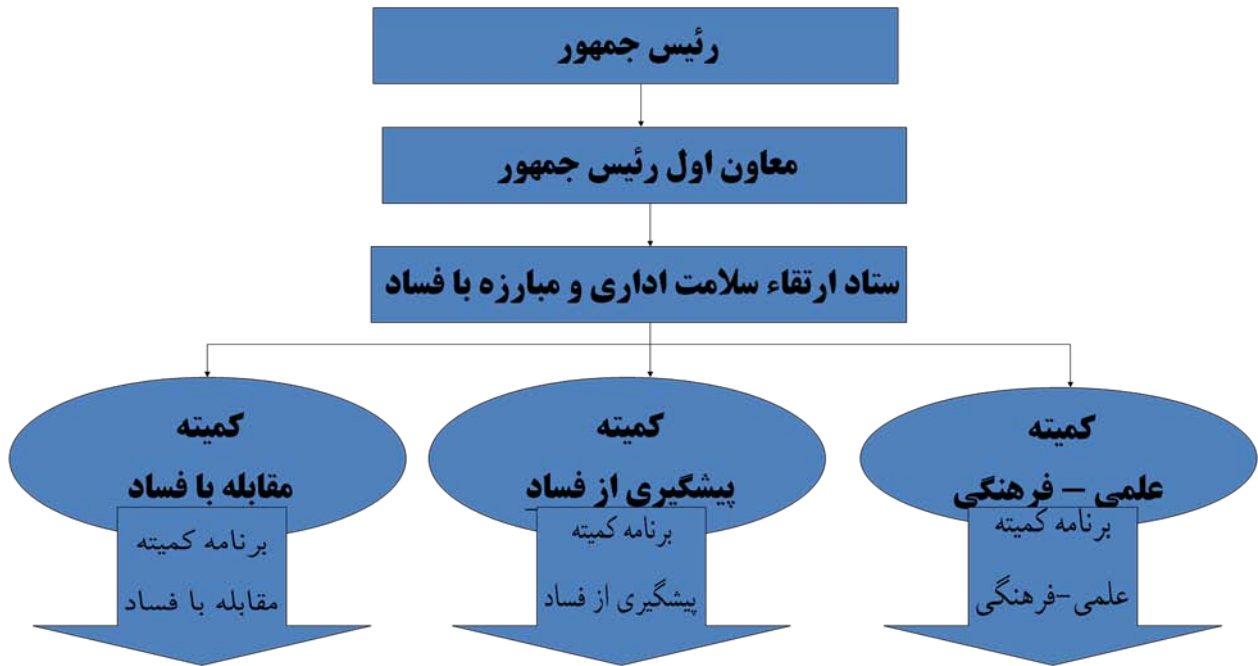 رئیس جمهور
معاون اول رئیس جمهور
ستاد ارتقاء سلامت اداری و مبارزه با فساد
کمیته
علمی – فرهنگی
برنامه کمیته
علمی-فرهنگی
کمیته
پیشگیری از فساد
برنامه کمیته
پیشگیری از فساد
کمیته
مقابله با فساد
برنامه کمیته
مقابله با فساد